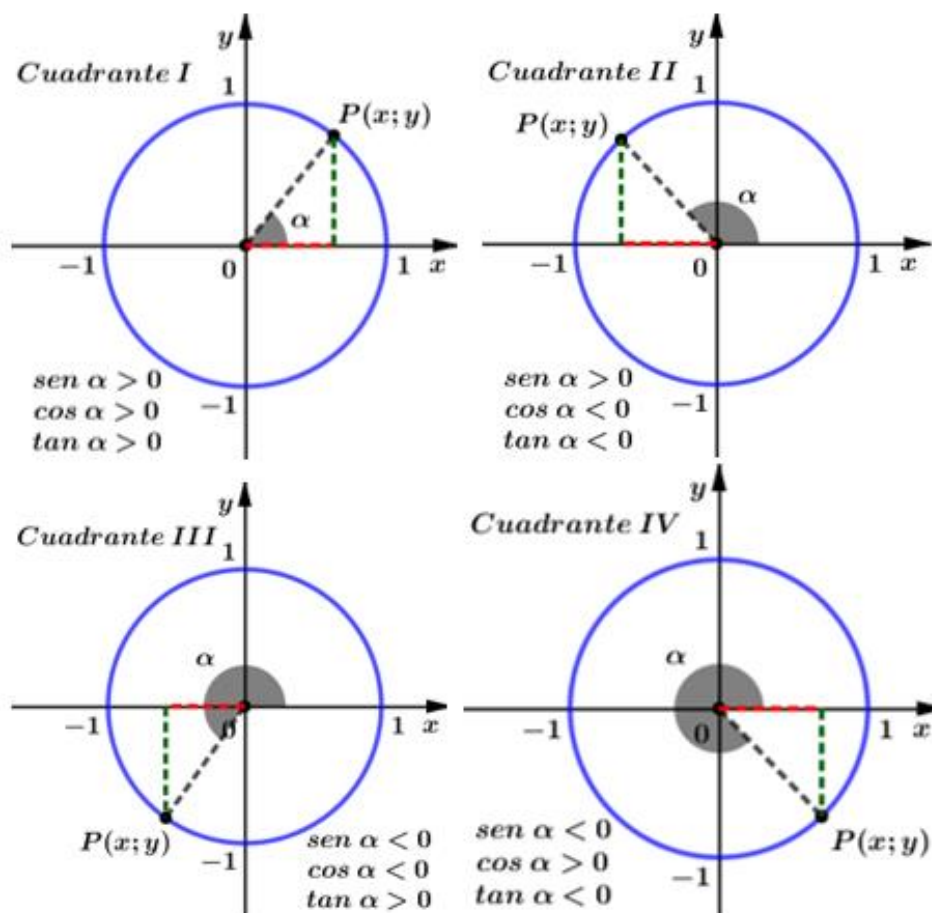 y
Cuadrante I
1
P(x; y)
α
−1
0
1
x
−1
sen α > 0
cos α > 0
tan α > 0
y
Cuadrante II
1
P(x; y)
α
−1
0
1
x
−1
sen α > 0
cos α < 0
tan α < 0
y
Cuadrante III
1
α
−1
0
1
x
P(x; y)
−1
sen α < 0
cos α < 0
tan α > 0
y
Cuadrante IV
1
α
−1
0
1
x
P(x; y)
−1
sen α < 0
cos α > 0
tan α < 0